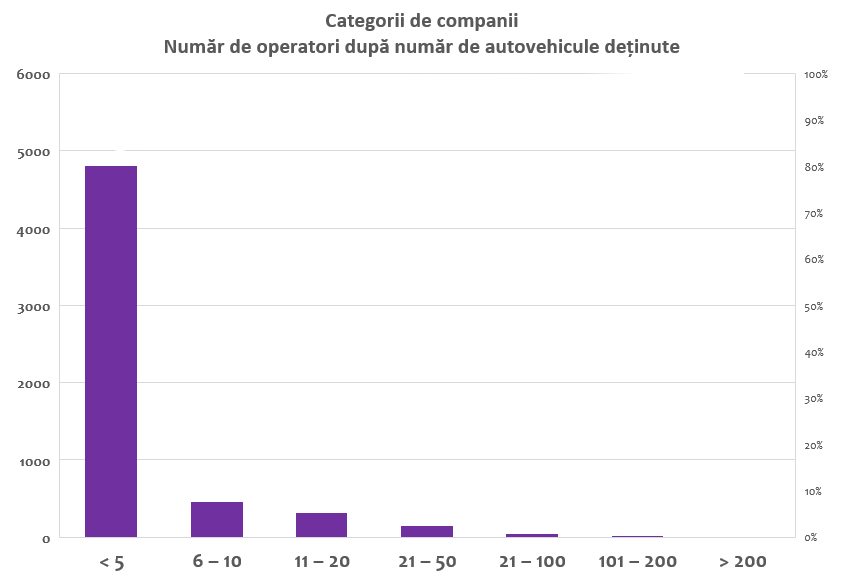 Categorii de companii
Număr de operatori după număr de autovehicule deținute
6000
5000
4000
3000
2000
1000
0
100%
90%
80%
70%
60%
50%
40%
30%
20%
10%
0%
< 5
6 – 10
11 – 20
21 – 50
21 – 100
101 – 200
> 200